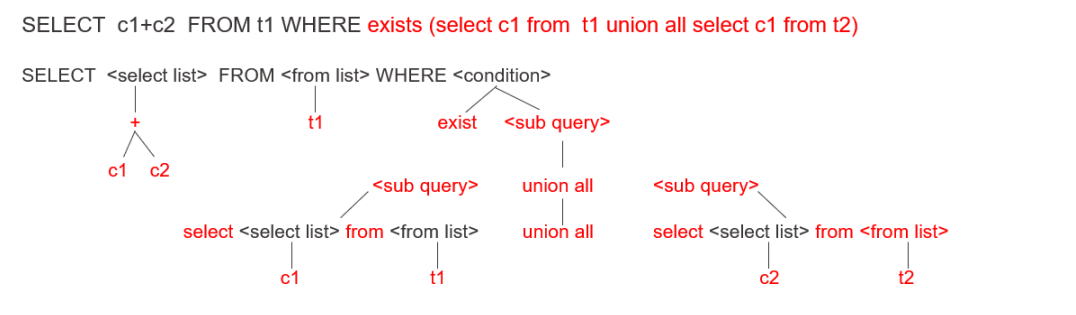 SELECT c1+c2 FROM t1 WHERE exists (select c1 from t1 union all select c1 from t2)
SELECT <select list> FROM <from list> WHERE <condition>
+ t1 exist <sub query>
c1 c2
<sub query> union all <sub query>
select <select list> from <from list> union all select <select list> from <from list>
c1 t1 c2 t2